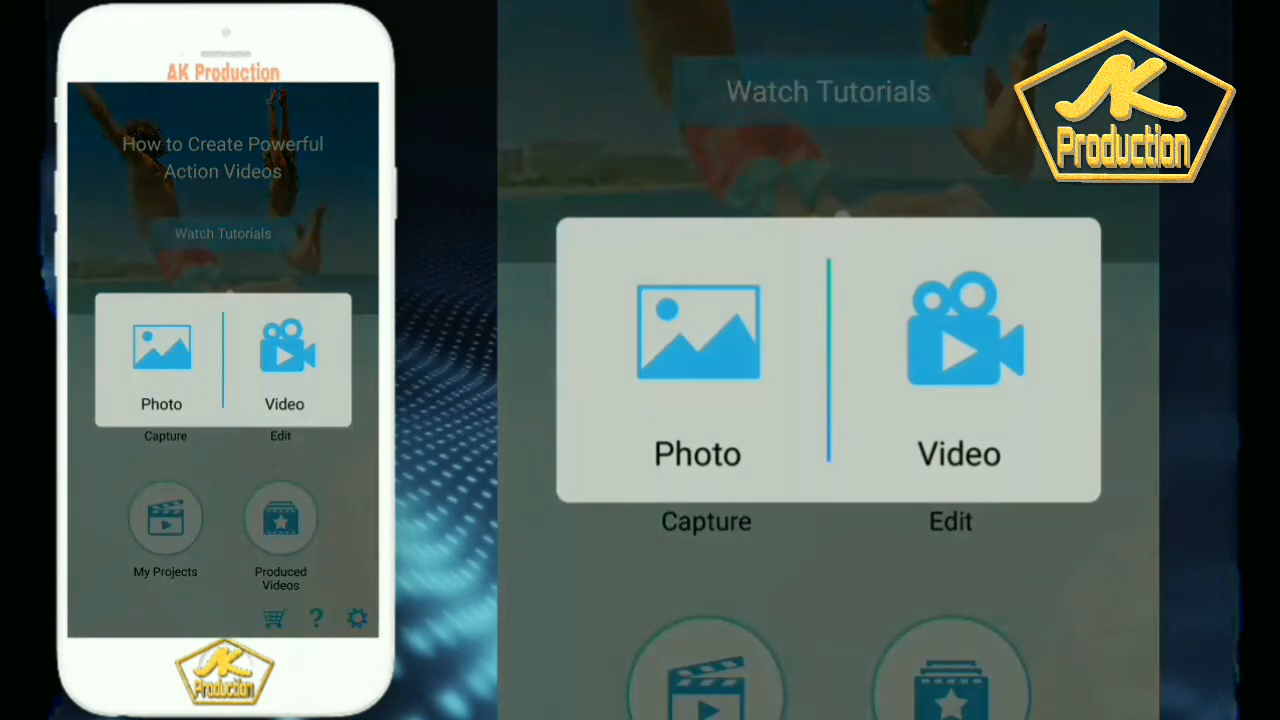 AK Production
How to Create Powerful
Action Videos
Watch Tutorials
Photo
Video
Capture
Edit
My Projects
Produced
Videos
?
AK
Production
Watch Tutorials
Photo
Video
Capture
Edit
AK
Production